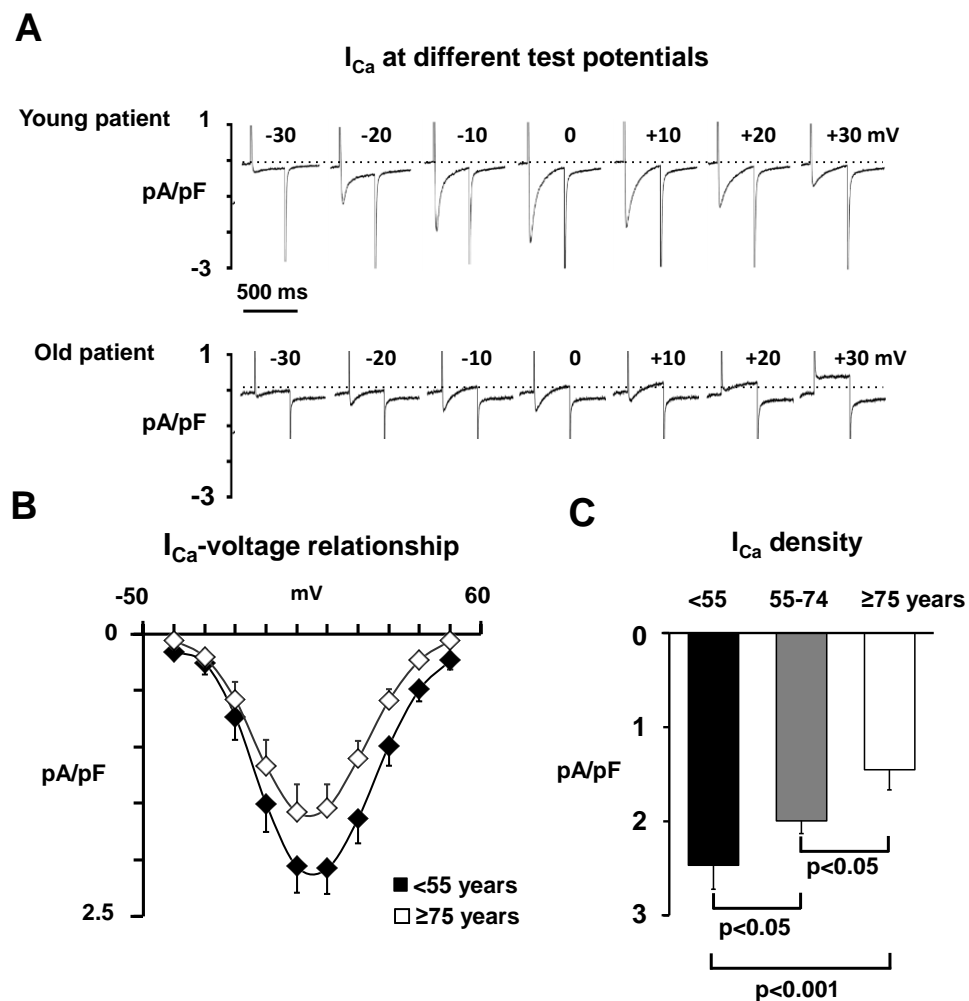 A
I_Ca at different test potentials
Young patient
1
-30 -20 -10 0 +10 +20 +30 mV
pA/pF
-3
500 ms
Old patient
1
-30 -20 -10 0 +10 +20 +30 mV
pA/pF
-3
B
I_Ca-voltage relationship
-50 mV 60
0
pA/pF
2.5
<55 years
≥75 years
C
I_Ca density
<55 55-74 ≥75 years
0
1
pA/pF
2
3
p<0.05
p<0.05
p<0.001